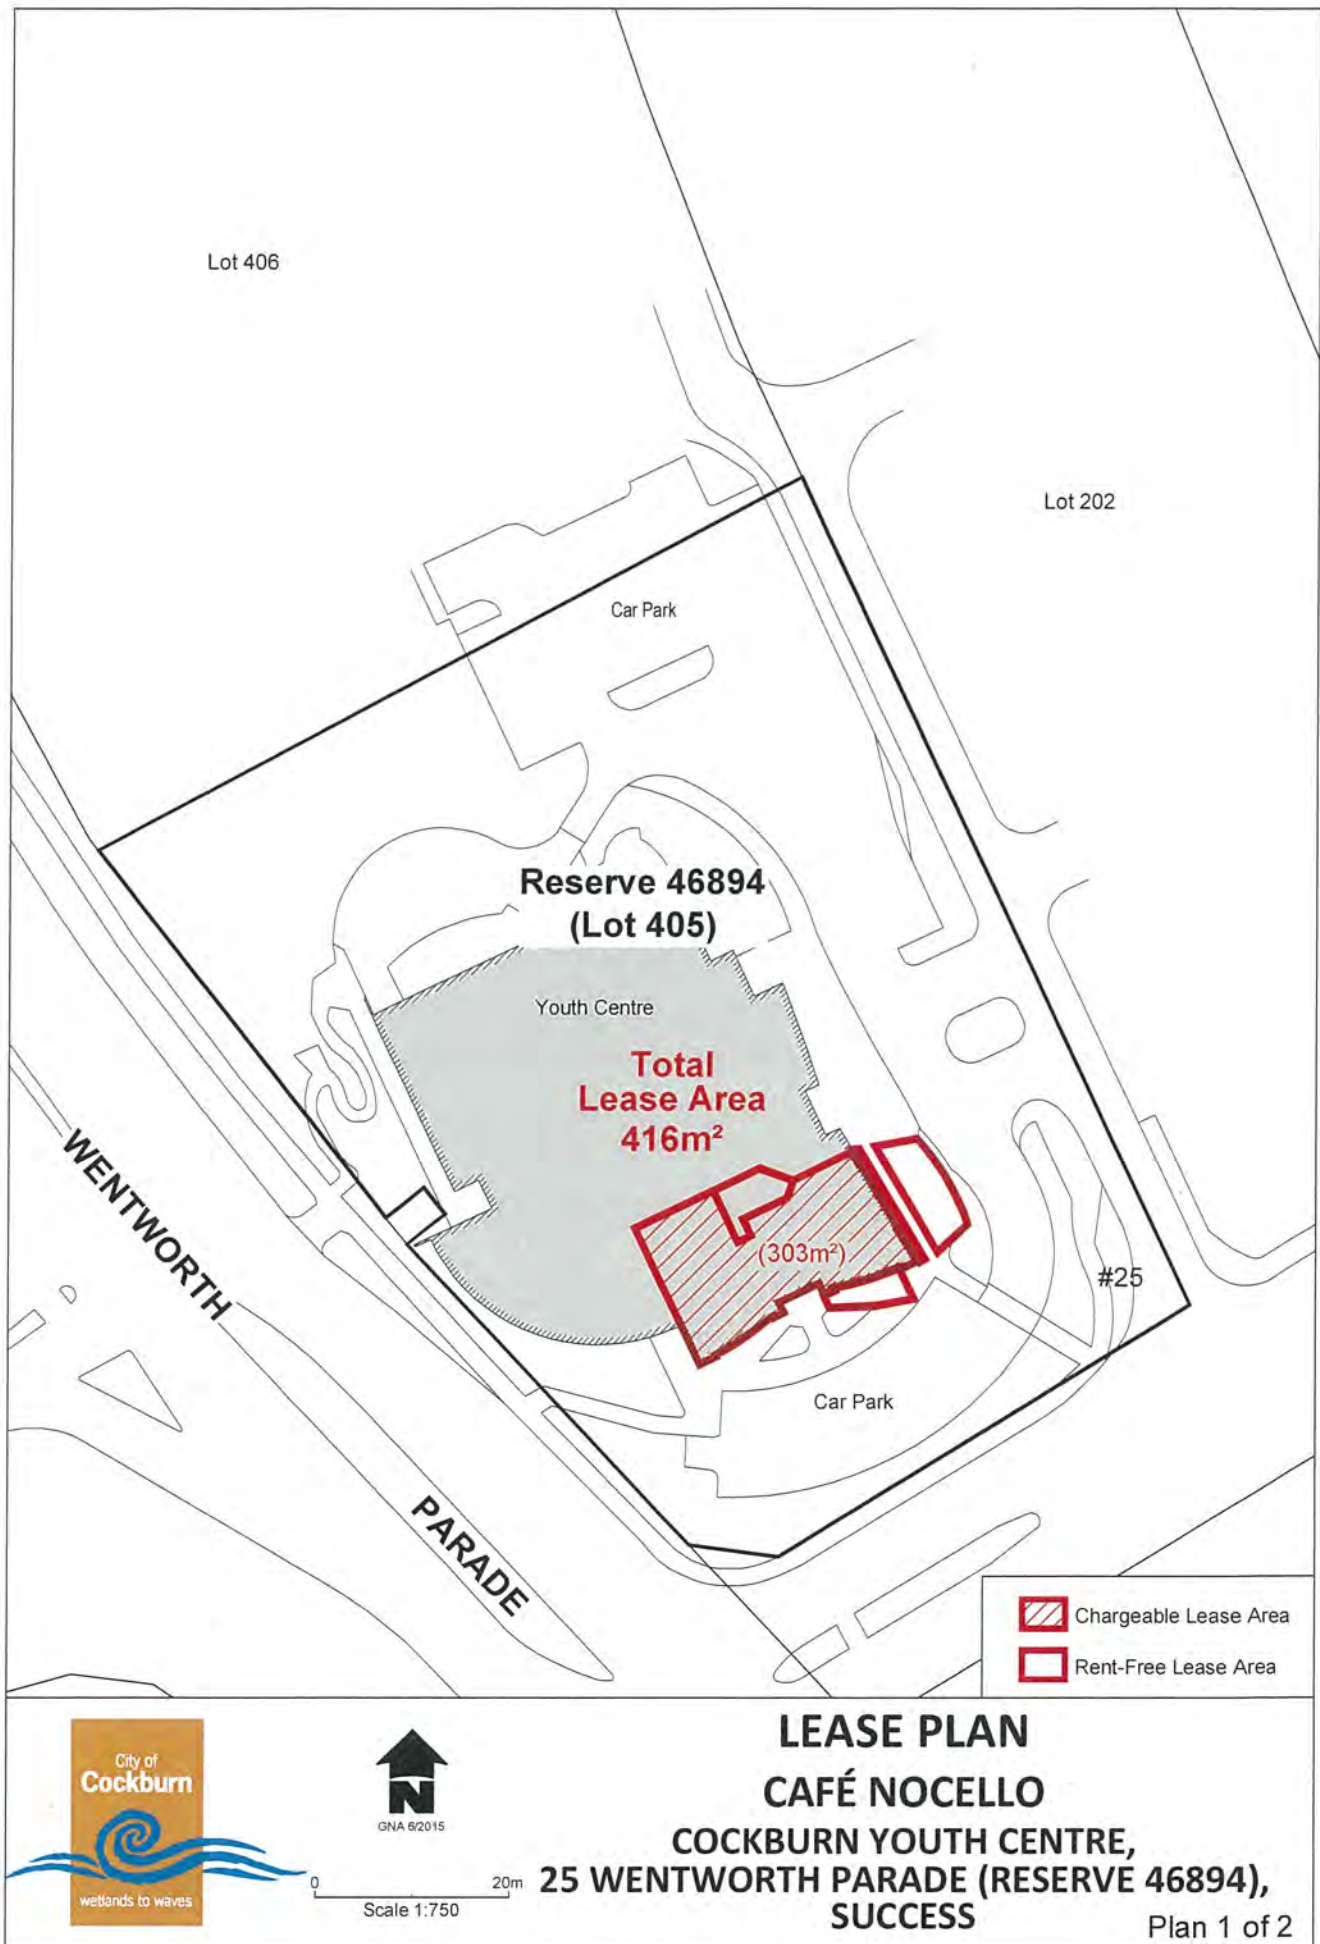 Lot 406
Lot 202
Car Park
Reserve 46894
(Lot 405)
Youth Centre
Total
Lease Area
416m²
(303m²)
#25
WENTWORTH
PARADE
Car Park
Chargeable Lease Area
Rent-Free Lease Area
City of
Cockburn
wetlands to waves
N
GNA 6/2015
0 20m
Scale 1:750
LEASE PLAN
CAFÉ NOCELLO
COCKBURN YOUTH CENTRE,
25 WENTWORTH PARADE (RESERVE 46894),
SUCCESS
Plan 1 of 2